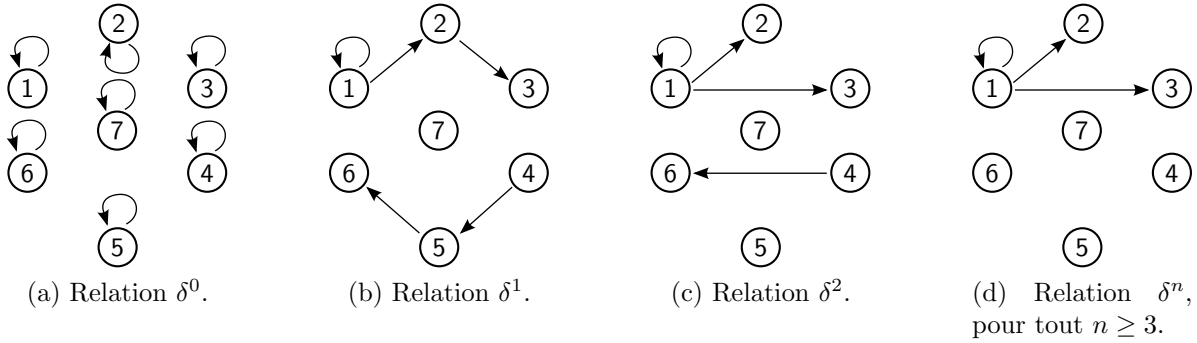 2 2 2 2
1 3 1 3 1 3 1 3
7 7 7 7
6 4 6 4 6 4 6 4
5 5 5 5
(a) Relation δ⁰. (b) Relation δ¹. (c) Relation δ². (d) Relation δⁿ,
pour tout n ≥ 3.